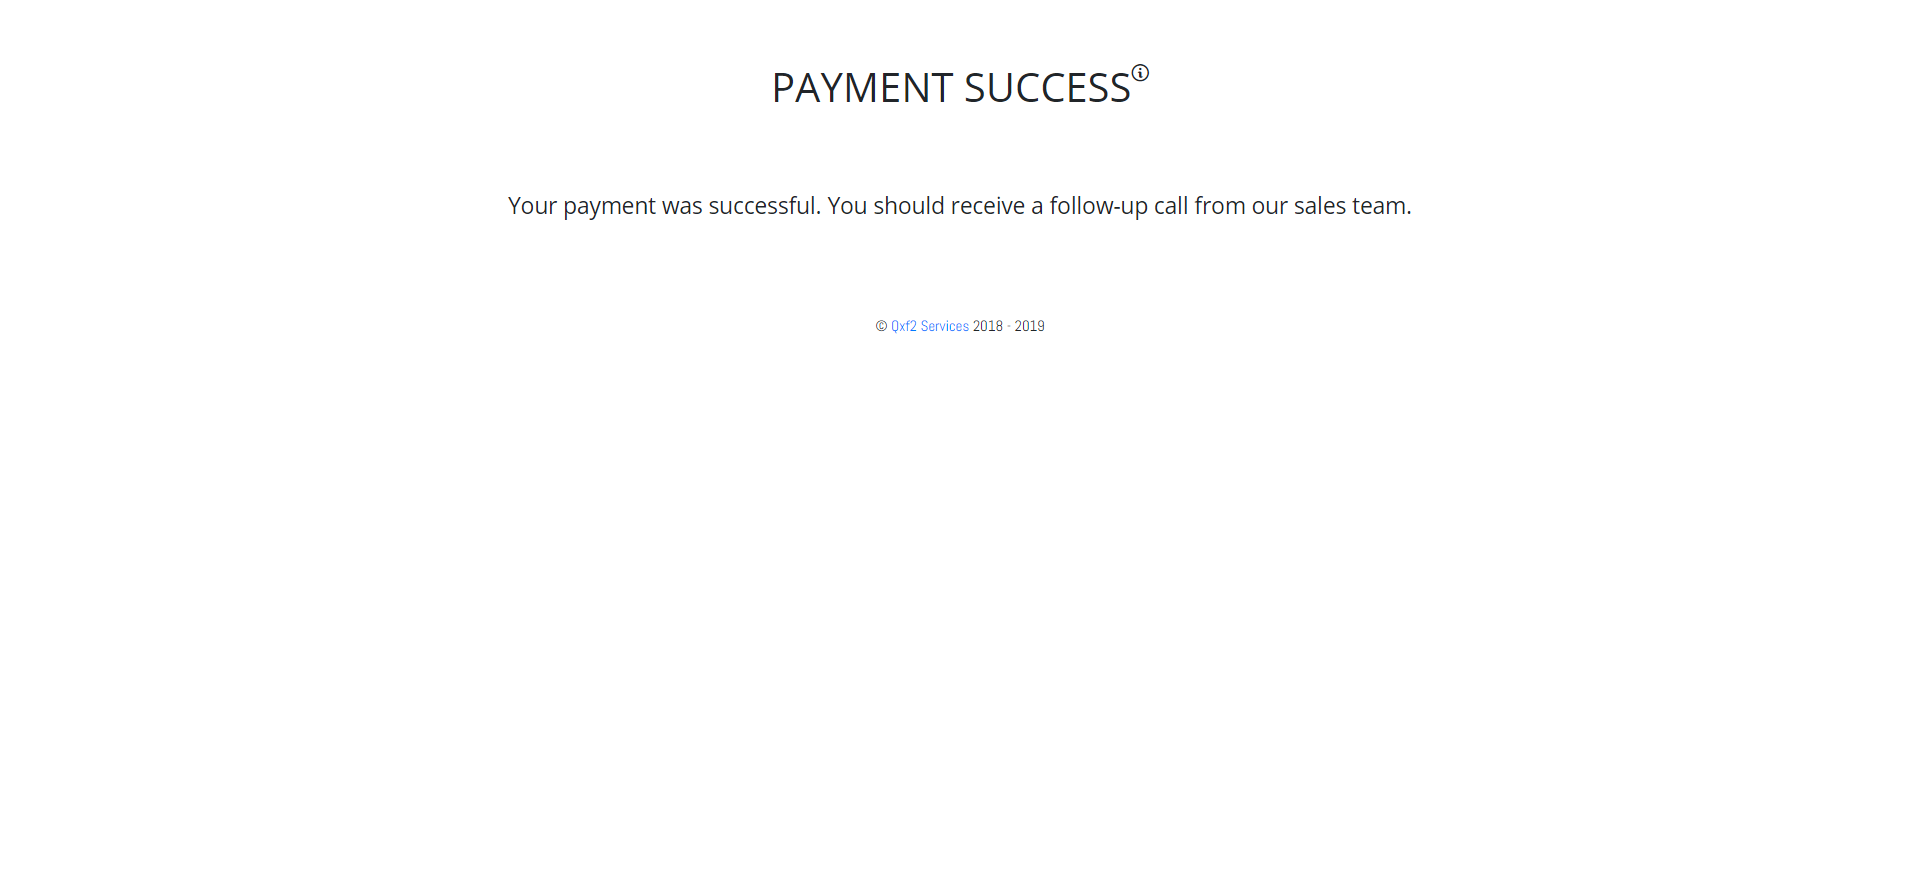 PAYMENT SUCCESS
Your payment was successful. You should receive a follow-up call from our sales team.
© Qxf2 Services 2018 - 2019